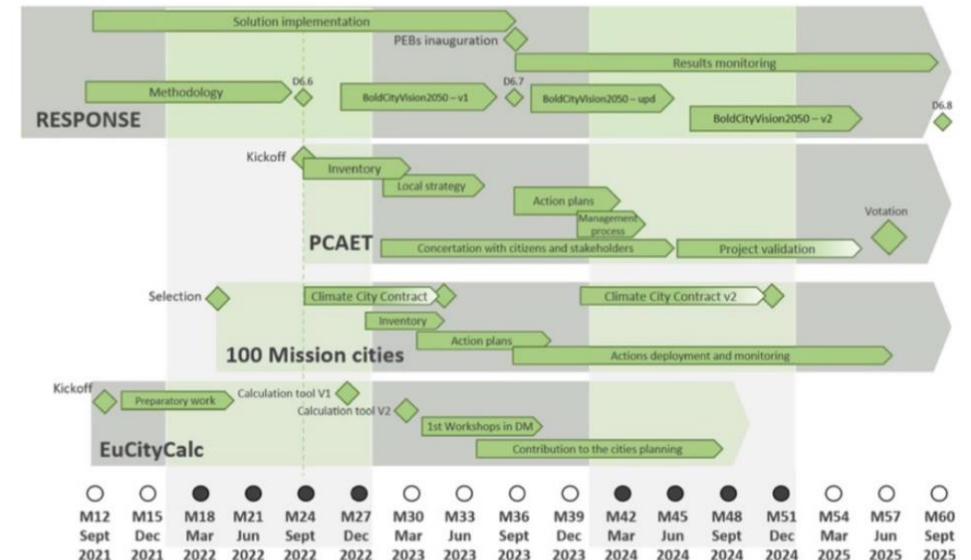 Solution implementation
PEBs inauguration
Results monitoring
Methodology
D6.6
BoldCityVision2050 – v1
D6.7
BoldCityVision2050 – upd
BoldCityVision2050 – v2
D6.8
RESPONSE
Kickoff
Inventory
Local strategy
Action plans
Management
process
Votation
PCAET
Concertation with citizens and stakeholders
Project validation
Selection
Climate City Contract
Climate City Contract v2
Inventory
Action plans
100 Mission cities
Actions deployment and monitoring
Kickoff
Preparatory work
Calculation tool V1
Calculation tool V2
1st Workshops in DM
EuCityCalc
Contribution to the cities planning
M12 M15 M18 M21 M24 M27 M30 M33 M36 M39 M42 M45 M48 M51 M54 M57 M60
Sept Dec Mar Jun Sept Dec Mar Jun Sept Dec Mar Jun Sept Dec Mar Jun Sept
2021 2021 2022 2022 2022 2022 2023 2023 2023 2023 2024 2024 2024 2024 2025 2025 2025